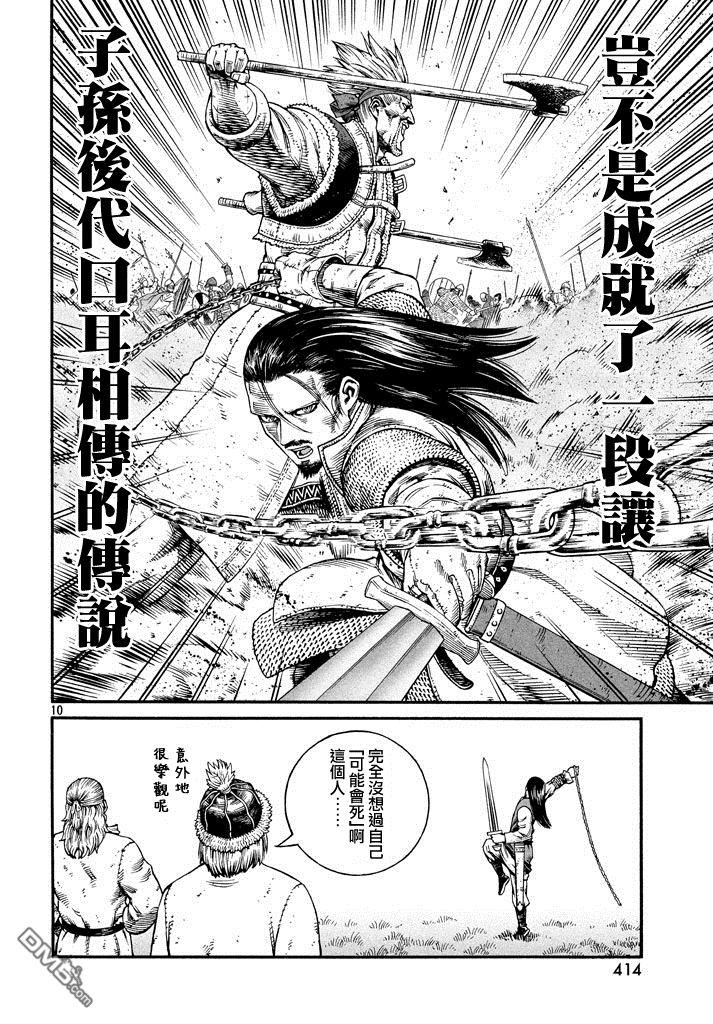 豈不是成就了一段讓
子孫後代口耳相傳的傳說
10
完全沒想過自己
「可能會死」啊
這個人……
意外地
很樂觀呢
DM5.com
414